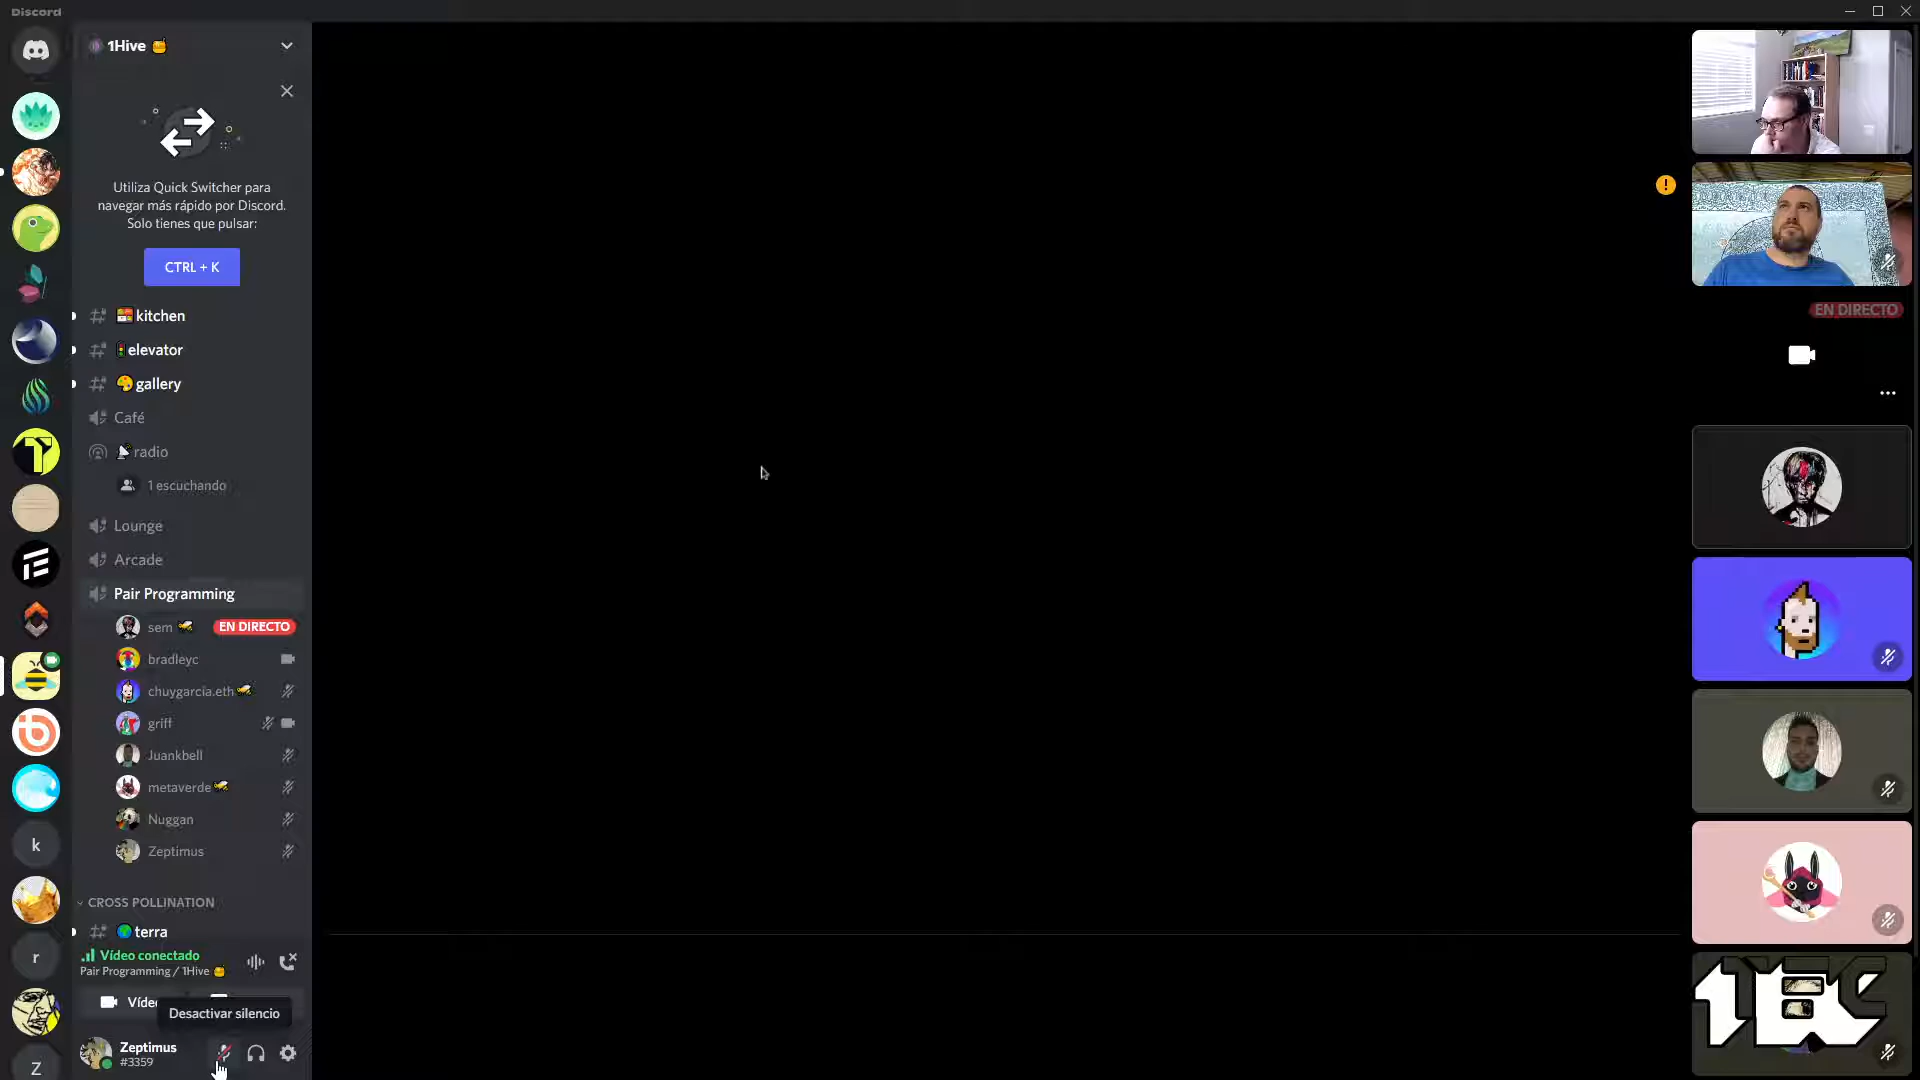 Discord
1Hive
Utiliza Quick Switcher para
navegar más rápido por Discord.
Solo tienes que pulsar:
CTRL + K
kitchen
elevator
gallery
Café
radio
1 escuchando
Lounge
Arcade
Pair Programming
sem
EN DIRECTO
bradleyc
chuygarcia.eth
griff
Juankbell
metaverde
Nuggan
Zeptimus
CROSS POLLINATION
terra
Vídeo conectado
Pair Programming / 1Hive
Víde
Desactivar silencio
Zeptimus
#3359
k
r
Z
EN DIRECTO